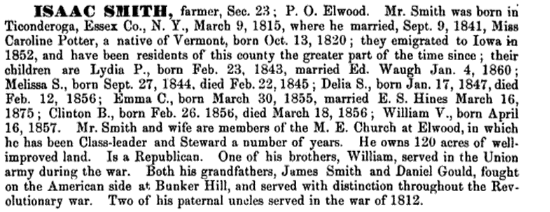 ISAAC SMITH, farmer, Sec. 23; P. O. Elwood. Mr. Smith was born in
Ticonderoga, Essex Co., N. Y., March 9, 1815, where he married, Sept. 9, 1841, Miss
Caroline Potter, a native of Vermont, born Oct. 13, 1820; they emigrated to Iowa in
1852, and have been residents of this county the greater part of the time since; their
children are Lydia P., born Feb. 23, 1843, married Ed. Waugh Jan. 4, 1860;
Melissa S., born Sept. 27, 1844, died Feb. 22, 1845; Delia S., born Jan. 17, 1847, died
Feb. 12, 1856; Emma C., born March 30, 1855, married E. S. Hines March 16,
1875; Clinton B., born Feb. 26. 1856, died March 18, 1856; William V., born April
16, 1857. Mr. Smith and wife are members of the M. E. Church at Elwood, in which
he has been Class-leader and Steward a number of years. He owns 120 acres of well-
improved land. Is a Republican. One of his brothers, William, served in the Union
army during the war. Both his grandfathers, James Smith and Daniel Gould, fought
on the American side at Bunker Hill, and served with distinction throughout the Rev-
olutionary war. Two of his paternal uncles served in the war of 1812.